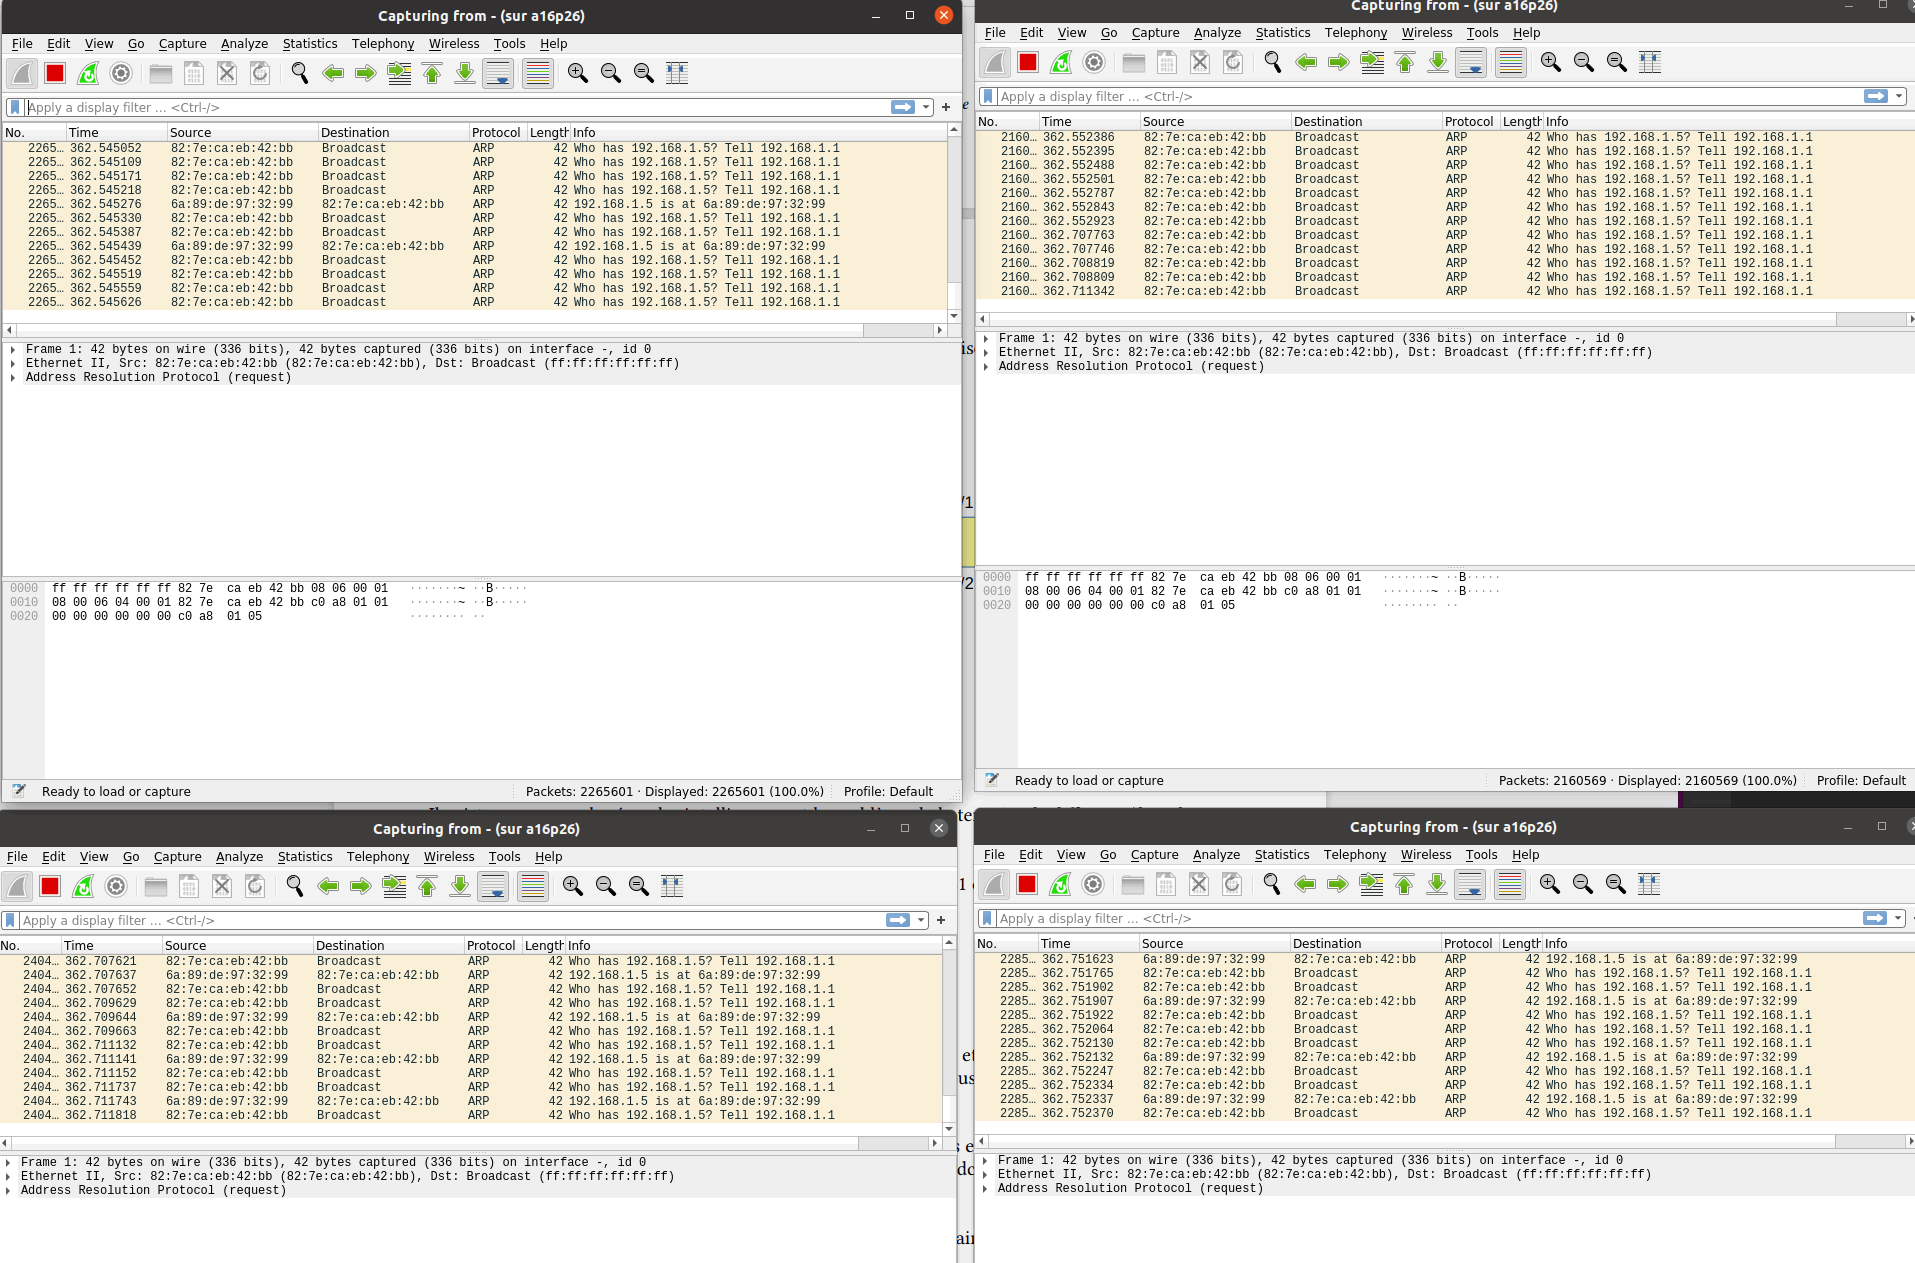 Capturing from - (sur a16p26)
File Edit View Go Capture Analyze Statistics Telephony Wireless Tools Help
Apply a display filter … <Ctrl-/>
No. Time Source Destination Protocol Length Info
2265… 362.545052 82:7e:ca:eb:42:bb Broadcast ARP 42 Who has 192.168.1.5? Tell 192.168.1.1
2265… 362.545109 82:7e:ca:eb:42:bb Broadcast ARP 42 Who has 192.168.1.5? Tell 192.168.1.1
2265… 362.545171 82:7e:ca:eb:42:bb Broadcast ARP 42 Who has 192.168.1.5? Tell 192.168.1.1
2265… 362.545218 82:7e:ca:eb:42:bb Broadcast ARP 42 Who has 192.168.1.5? Tell 192.168.1.1
2265… 362.545276 6a:89:de:97:32:99 82:7e:ca:eb:42:bb ARP 42 192.168.1.5 is at 6a:89:de:97:32:99
2265… 362.545330 82:7e:ca:eb:42:bb Broadcast ARP 42 Who has 192.168.1.5? Tell 192.168.1.1
2265… 362.545387 82:7e:ca:eb:42:bb Broadcast ARP 42 Who has 192.168.1.5? Tell 192.168.1.1
2265… 362.545439 6a:89:de:97:32:99 82:7e:ca:eb:42:bb ARP 42 192.168.1.5 is at 6a:89:de:97:32:99
2265… 362.545452 82:7e:ca:eb:42:bb Broadcast ARP 42 Who has 192.168.1.5? Tell 192.168.1.1
2265… 362.545519 82:7e:ca:eb:42:bb Broadcast ARP 42 Who has 192.168.1.5? Tell 192.168.1.1
2265… 362.545559 82:7e:ca:eb:42:bb Broadcast ARP 42 Who has 192.168.1.5? Tell 192.168.1.1
2265… 362.545626 82:7e:ca:eb:42:bb Broadcast ARP 42 Who has 192.168.1.5? Tell 192.168.1.1
Frame 1: 42 bytes on wire (336 bits), 42 bytes captured (336 bits) on interface -, id 0
Ethernet II, Src: 82:7e:ca:eb:42:bb (82:7e:ca:eb:42:bb), Dst: Broadcast (ff:ff:ff:ff:ff:ff)
Address Resolution Protocol (request)
0000 ff ff ff ff ff ff 82 7e ca eb 42 bb 08 06 00 01 ·······~ ··B·····
0010 08 00 06 04 00 01 82 7e ca eb 42 bb c0 a8 01 01 ·······~ ··B·····
0020 00 00 00 00 00 00 c0 a8 01 05 ········ ··
Ready to load or capture Packets: 2265601 · Displayed: 2265601 (100.0%) Profile: Default
Capturing from - (sur a16p26)
File Edit View Go Capture Analyze Statistics Telephony Wireless Tools Help
Apply a display filter … <Ctrl-/>
No. Time Source Destination Protocol Length Info
2160… 362.552386 82:7e:ca:eb:42:bb Broadcast ARP 42 Who has 192.168.1.5? Tell 192.168.1.1
2160… 362.552395 82:7e:ca:eb:42:bb Broadcast ARP 42 Who has 192.168.1.5? Tell 192.168.1.1
2160… 362.552488 82:7e:ca:eb:42:bb Broadcast ARP 42 Who has 192.168.1.5? Tell 192.168.1.1
2160… 362.552501 82:7e:ca:eb:42:bb Broadcast ARP 42 Who has 192.168.1.5? Tell 192.168.1.1
2160… 362.552787 82:7e:ca:eb:42:bb Broadcast ARP 42 Who has 192.168.1.5? Tell 192.168.1.1
2160… 362.552843 82:7e:ca:eb:42:bb Broadcast ARP 42 Who has 192.168.1.5? Tell 192.168.1.1
2160… 362.552923 82:7e:ca:eb:42:bb Broadcast ARP 42 Who has 192.168.1.5? Tell 192.168.1.1
2160… 362.707763 82:7e:ca:eb:42:bb Broadcast ARP 42 Who has 192.168.1.5? Tell 192.168.1.1
2160… 362.707746 82:7e:ca:eb:42:bb Broadcast ARP 42 Who has 192.168.1.5? Tell 192.168.1.1
2160… 362.708819 82:7e:ca:eb:42:bb Broadcast ARP 42 Who has 192.168.1.5? Tell 192.168.1.1
2160… 362.708809 82:7e:ca:eb:42:bb Broadcast ARP 42 Who has 192.168.1.5? Tell 192.168.1.1
2160… 362.711342 82:7e:ca:eb:42:bb Broadcast ARP 42 Who has 192.168.1.5? Tell 192.168.1.1
Frame 1: 42 bytes on wire (336 bits), 42 bytes captured (336 bits) on interface -, id 0
Ethernet II, Src: 82:7e:ca:eb:42:bb (82:7e:ca:eb:42:bb), Dst: Broadcast (ff:ff:ff:ff:ff:ff)
Address Resolution Protocol (request)
0000 ff ff ff ff ff ff 82 7e ca eb 42 bb 08 06 00 01 ·······~ ··B·····
0010 08 00 06 04 00 01 82 7e ca eb 42 bb c0 a8 01 01 ·······~ ··B·····
0020 00 00 00 00 00 00 c0 a8 01 05 ········ ··
Ready to load or capture Packets: 2160569 · Displayed: 2160569 (100.0%) Profile: Default
Capturing from - (sur a16p26)
File Edit View Go Capture Analyze Statistics Telephony Wireless Tools Help
Apply a display filter … <Ctrl-/>
No. Time Source Destination Protocol Length Info
2404… 362.707621 82:7e:ca:eb:42:bb Broadcast ARP 42 Who has 192.168.1.5? Tell 192.168.1.1
2404… 362.707637 6a:89:de:97:32:99 82:7e:ca:eb:42:bb ARP 42 192.168.1.5 is at 6a:89:de:97:32:99
2404… 362.707652 82:7e:ca:eb:42:bb Broadcast ARP 42 Who has 192.168.1.5? Tell 192.168.1.1
2404… 362.709629 82:7e:ca:eb:42:bb Broadcast ARP 42 Who has 192.168.1.5? Tell 192.168.1.1
2404… 362.709644 6a:89:de:97:32:99 82:7e:ca:eb:42:bb ARP 42 192.168.1.5 is at 6a:89:de:97:32:99
2404… 362.709663 82:7e:ca:eb:42:bb Broadcast ARP 42 Who has 192.168.1.5? Tell 192.168.1.1
2404… 362.711132 82:7e:ca:eb:42:bb Broadcast ARP 42 Who has 192.168.1.5? Tell 192.168.1.1
2404… 362.711141 6a:89:de:97:32:99 82:7e:ca:eb:42:bb ARP 42 192.168.1.5 is at 6a:89:de:97:32:99
2404… 362.711152 82:7e:ca:eb:42:bb Broadcast ARP 42 Who has 192.168.1.5? Tell 192.168.1.1
2404… 362.711737 82:7e:ca:eb:42:bb Broadcast ARP 42 Who has 192.168.1.5? Tell 192.168.1.1
2404… 362.711743 6a:89:de:97:32:99 82:7e:ca:eb:42:bb ARP 42 192.168.1.5 is at 6a:89:de:97:32:99
2404… 362.711818 82:7e:ca:eb:42:bb Broadcast ARP 42 Who has 192.168.1.5? Tell 192.168.1.1
Frame 1: 42 bytes on wire (336 bits), 42 bytes captured (336 bits) on interface -, id 0
Ethernet II, Src: 82:7e:ca:eb:42:bb (82:7e:ca:eb:42:bb), Dst: Broadcast (ff:ff:ff:ff:ff:ff)
Address Resolution Protocol (request)
Capturing from - (sur a16p26)
File Edit View Go Capture Analyze Statistics Telephony Wireless Tools Help
Apply a display filter … <Ctrl-/>
No. Time Source Destination Protocol Length Info
2285… 362.751623 6a:89:de:97:32:99 82:7e:ca:eb:42:bb ARP 42 192.168.1.5 is at 6a:89:de:97:32:99
2285… 362.751765 82:7e:ca:eb:42:bb Broadcast ARP 42 Who has 192.168.1.5? Tell 192.168.1.1
2285… 362.751902 82:7e:ca:eb:42:bb Broadcast ARP 42 Who has 192.168.1.5? Tell 192.168.1.1
2285… 362.751907 6a:89:de:97:32:99 82:7e:ca:eb:42:bb ARP 42 192.168.1.5 is at 6a:89:de:97:32:99
2285… 362.751922 82:7e:ca:eb:42:bb Broadcast ARP 42 Who has 192.168.1.5? Tell 192.168.1.1
2285… 362.752064 82:7e:ca:eb:42:bb Broadcast ARP 42 Who has 192.168.1.5? Tell 192.168.1.1
2285… 362.752130 82:7e:ca:eb:42:bb Broadcast ARP 42 Who has 192.168.1.5? Tell 192.168.1.1
2285… 362.752132 6a:89:de:97:32:99 82:7e:ca:eb:42:bb ARP 42 192.168.1.5 is at 6a:89:de:97:32:99
2285… 362.752247 82:7e:ca:eb:42:bb Broadcast ARP 42 Who has 192.168.1.5? Tell 192.168.1.1
2285… 362.752334 82:7e:ca:eb:42:bb Broadcast ARP 42 Who has 192.168.1.5? Tell 192.168.1.1
2285… 362.752337 6a:89:de:97:32:99 82:7e:ca:eb:42:bb ARP 42 192.168.1.5 is at 6a:89:de:97:32:99
2285… 362.752370 82:7e:ca:eb:42:bb Broadcast ARP 42 Who has 192.168.1.5? Tell 192.168.1.1
Frame 1: 42 bytes on wire (336 bits), 42 bytes captured (336 bits) on interface -, id 0
Ethernet II, Src: 82:7e:ca:eb:42:bb (82:7e:ca:eb:42:bb), Dst: Broadcast (ff:ff:ff:ff:ff:ff)
Address Resolution Protocol (request)